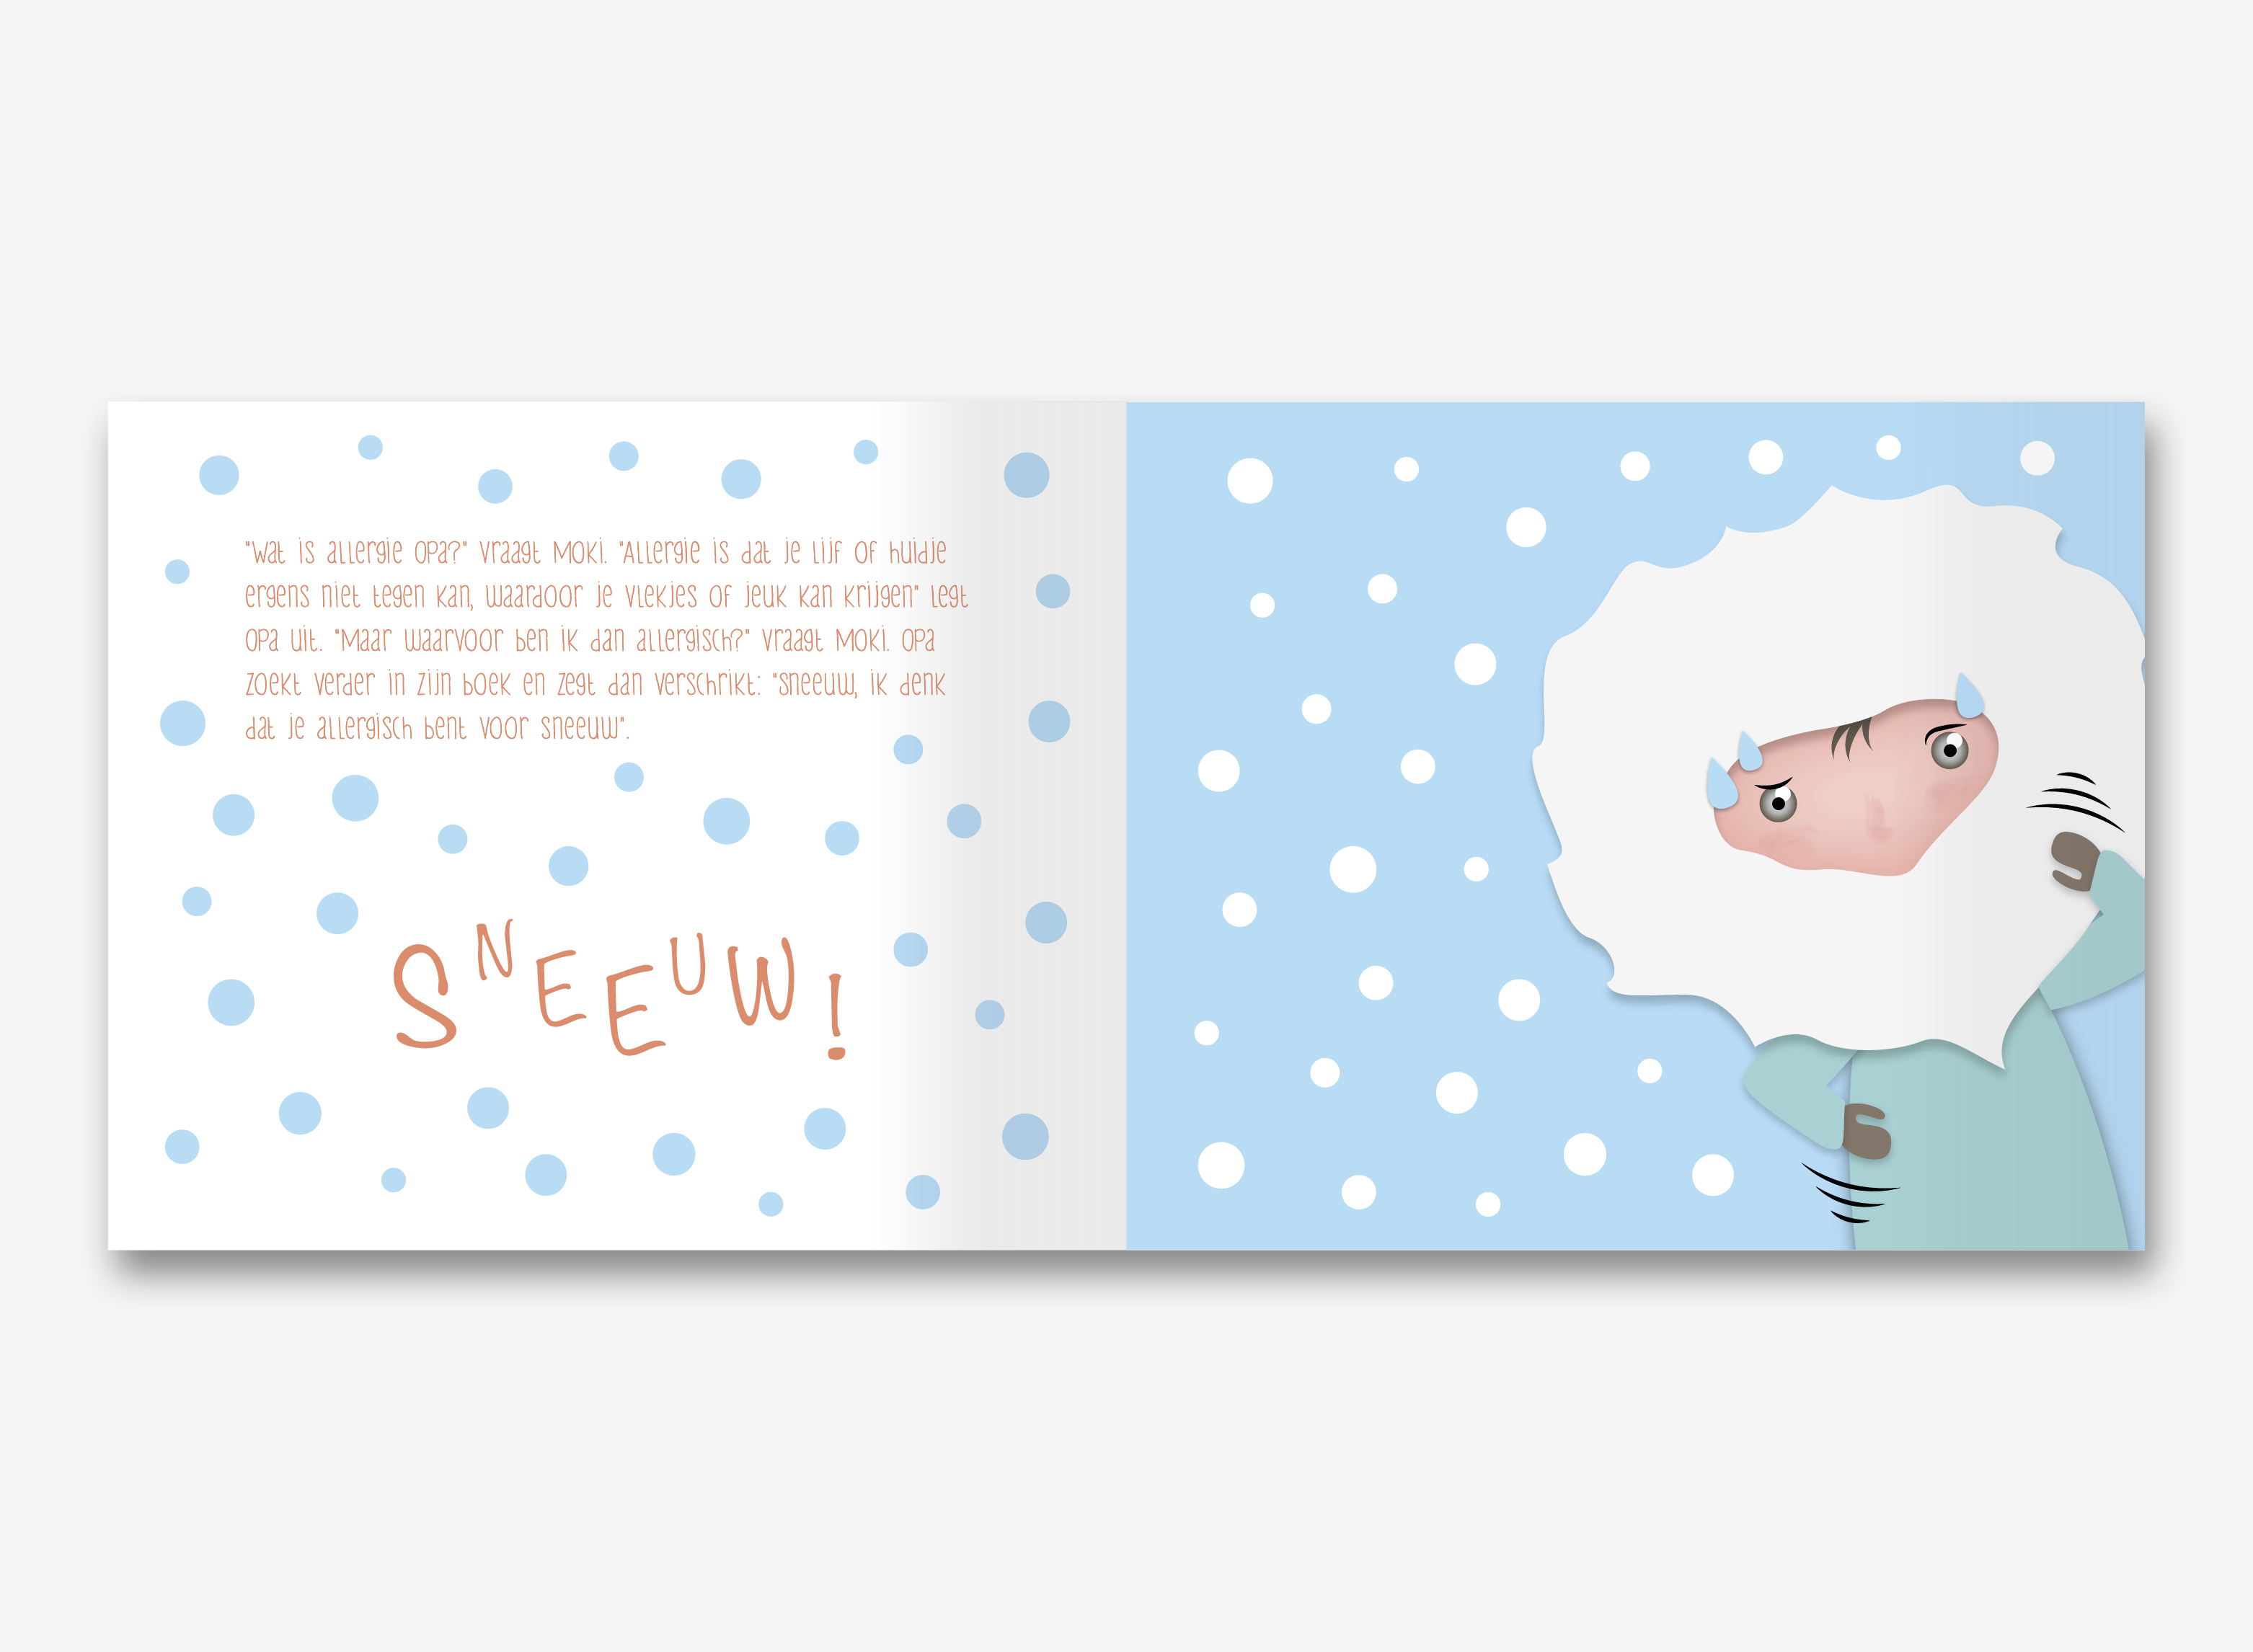 "Wat is allergie opa?" vraagt Moki. "Allergie is dat je lijf of huidje
ergens niet tegen kan, waardoor je vlekjes of jeuk kan krijgen" legt
opa uit. "Maar waarvoor ben ik dan allergisch?" vraagt Moki. Opa
zoekt verder in zijn boek en zegt dan verschrikt: "Sneeuw, ik denk
dat je allergisch bent voor sneeuw".
SNEEUW!